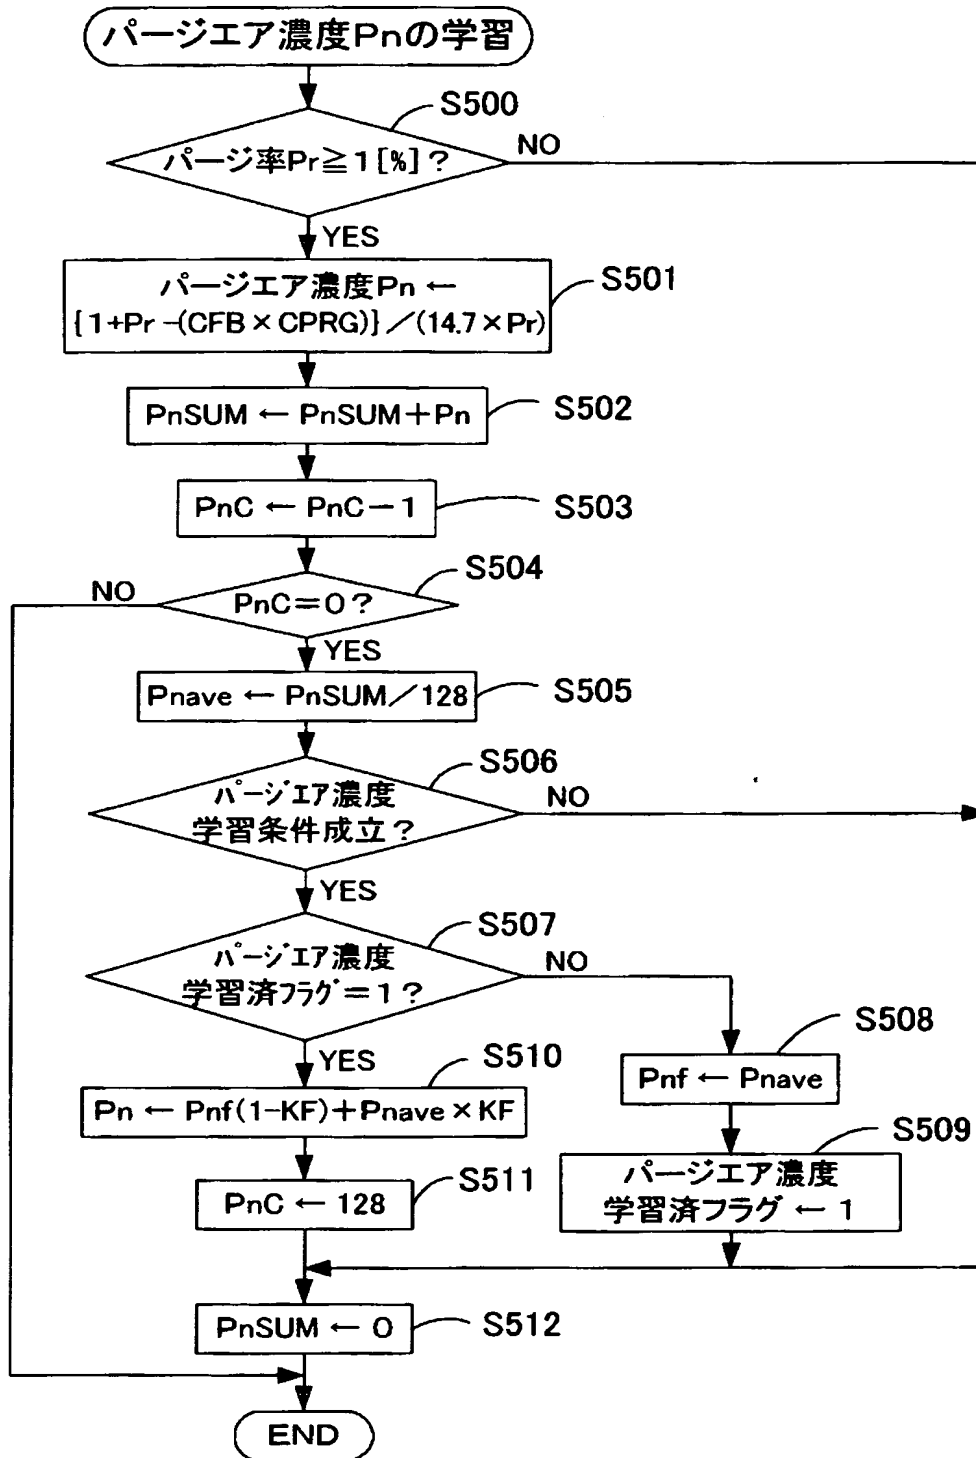 パージエア濃度Pnの学習
S500
パージ率Pr≧1[%]?
NO
YES
S501
パージエア濃度Pn ←
{1+Pr-(CFB×CPRG)}/(14.7×Pr)
PnSUM ← PnSUM+Pn
S502
PnC ← PnC-1
S503
S504
NO
PnC=0?
YES
Pnave ← PnSUM/128
S505
S506
パージエア濃度
学習条件成立?
NO
YES
S507
パージエア濃度
学習済フラグ=1?
NO
YES
S508
Pnf ← Pnave
S510
Pn ← Pnf(1-KF)+Pnave×KF
S509
パージエア濃度
学習済フラグ ← 1
S511
PnC ← 128
PnSUM ← 0
S512
END